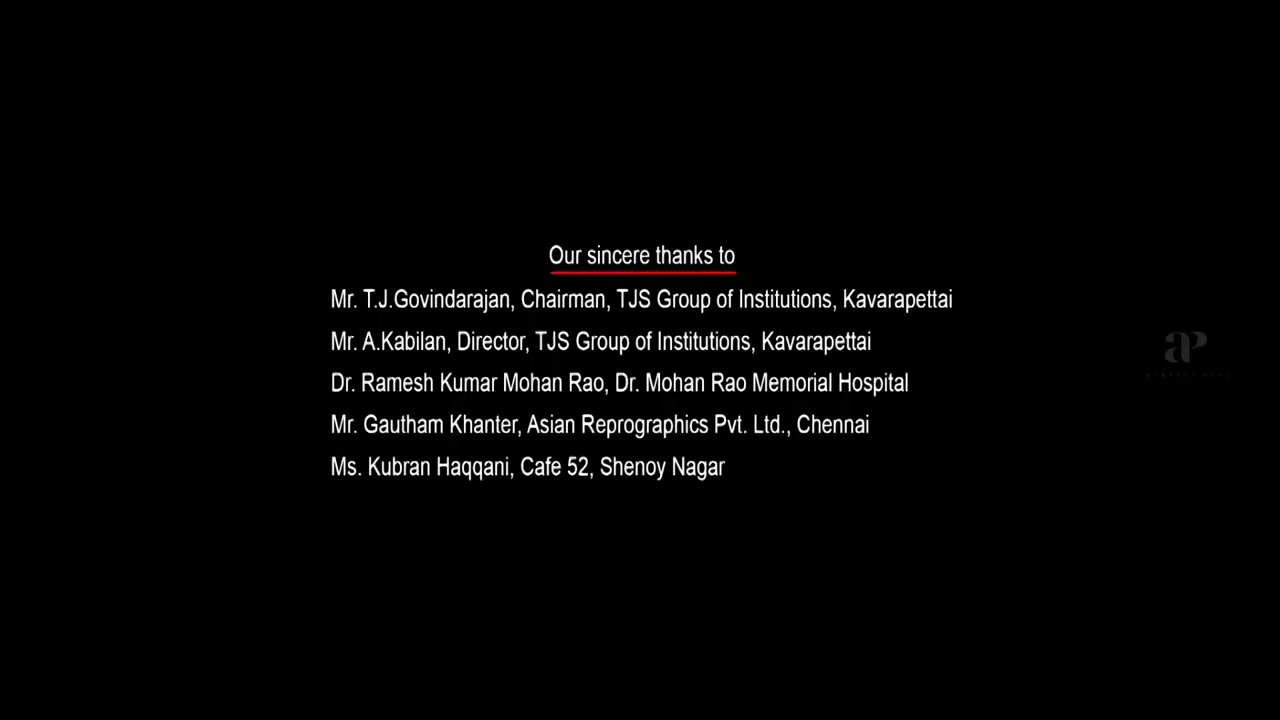 Our sincere thanks to
Mr. T.J.Govindarajan, Chairman, TJS Group of Institutions, Kavarapettai
Mr. A.Kabilan, Director, TJS Group of Institutions, Kavarapettai
Dr. Ramesh Kumar Mohan Rao, Dr. Mohan Rao Memorial Hospital
Mr. Gautham Khanter, Asian Reprographics Pvt. Ltd., Chennai
Ms. Kubran Haqqani, Cafe 52, Shenoy Nagar
ap